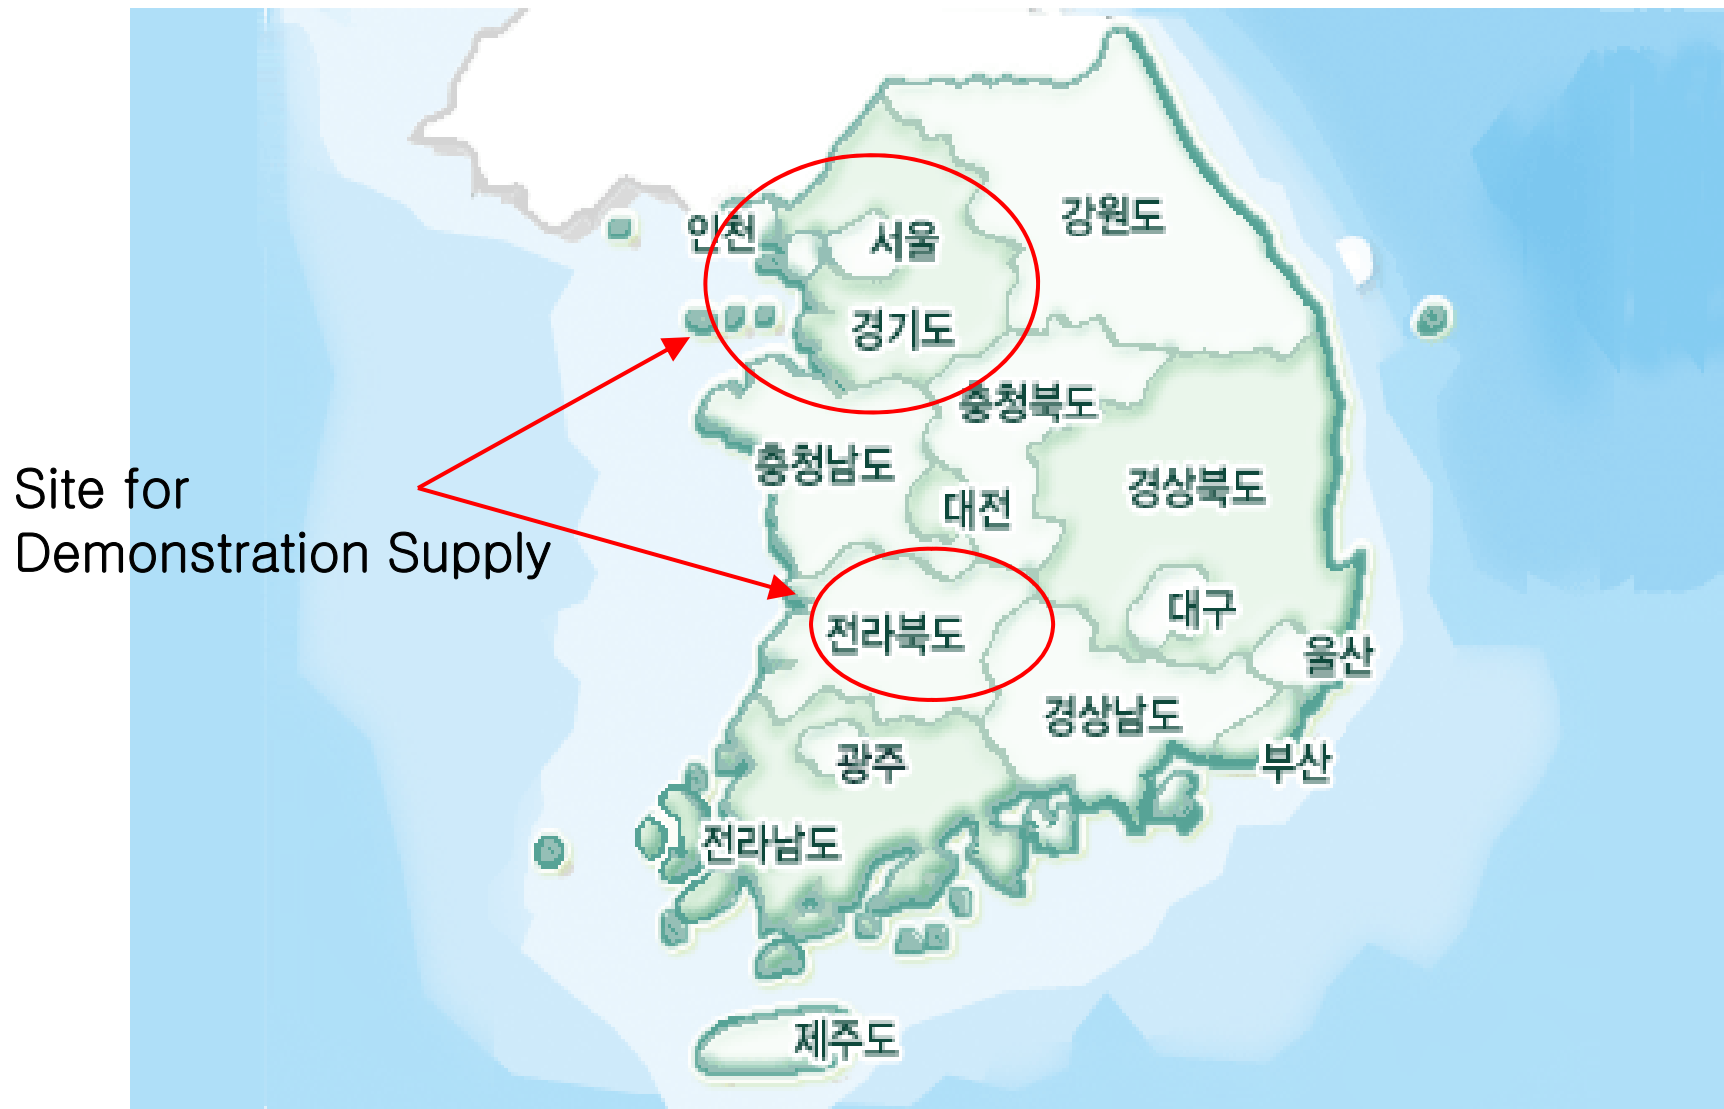 인천
서울
강원도
경기도
충청북도
충청남도
경상북도
대전
Site for
Demonstration Supply
대구
전라북도
울산
경상남도
광주
부산
전라남도
제주도